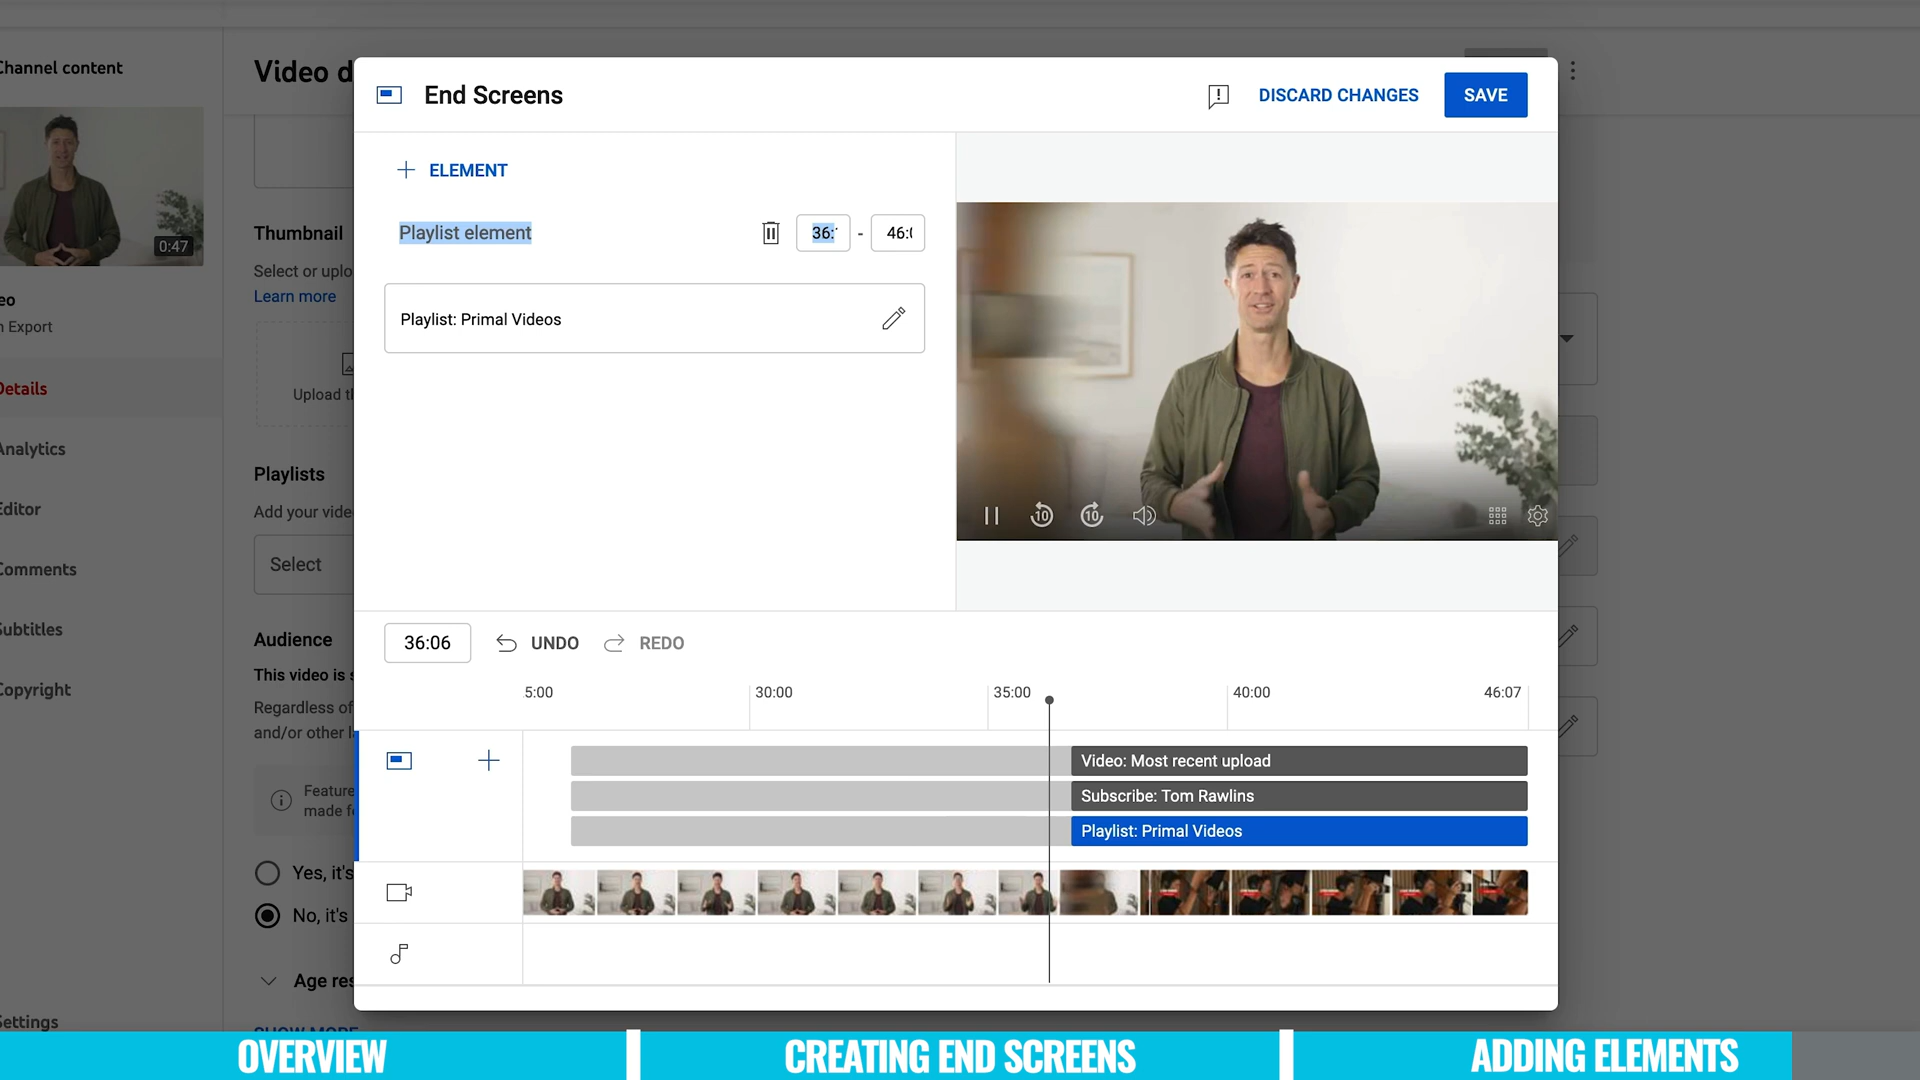 Channel content
Video d
End Screens
DISCARD CHANGES
SAVE
ELEMENT
Playlist element
36:
-
46:
Playlist: Primal Videos
0:47
eo
n Export
Details
Analytics
Editor
Comments
Subtitles
Copyright
Settings
Thumbnail
Select or uplo
Learn more
Upload t
Playlists
Add your vide
Select
Audience
This video is s
Regardless of
and/or other l
Feature
made f
Yes, it's
No, it's
Age res
SHOW MORE
10
10
36:06
UNDO
REDO
5:00
30:00
35:00
40:00
46:07
Video: Most recent upload
Subscribe: Tom Rawlins
Playlist: Primal Videos
OVERVIEW
CREATING END SCREENS
ADDING ELEMENTS